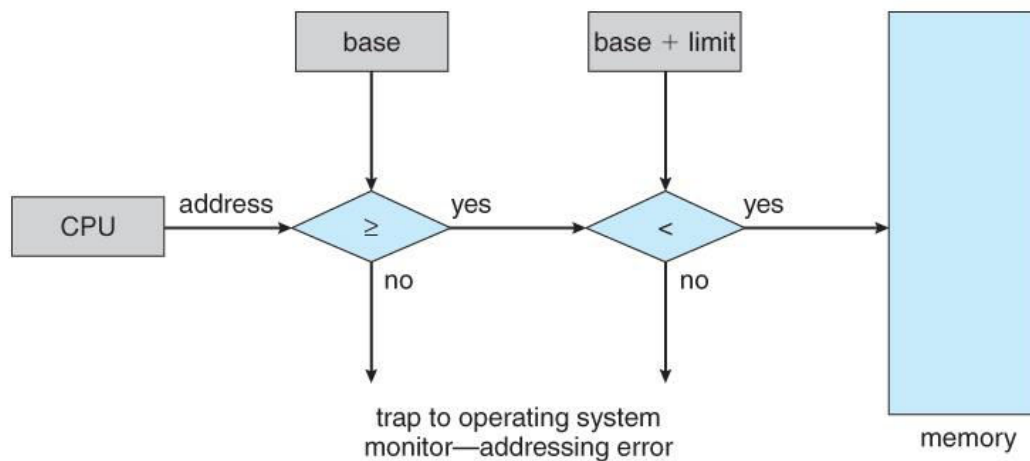 base
base + limit
CPU
address
≥
yes
<
yes
no
no
trap to operating system
monitor—addressing error
memory